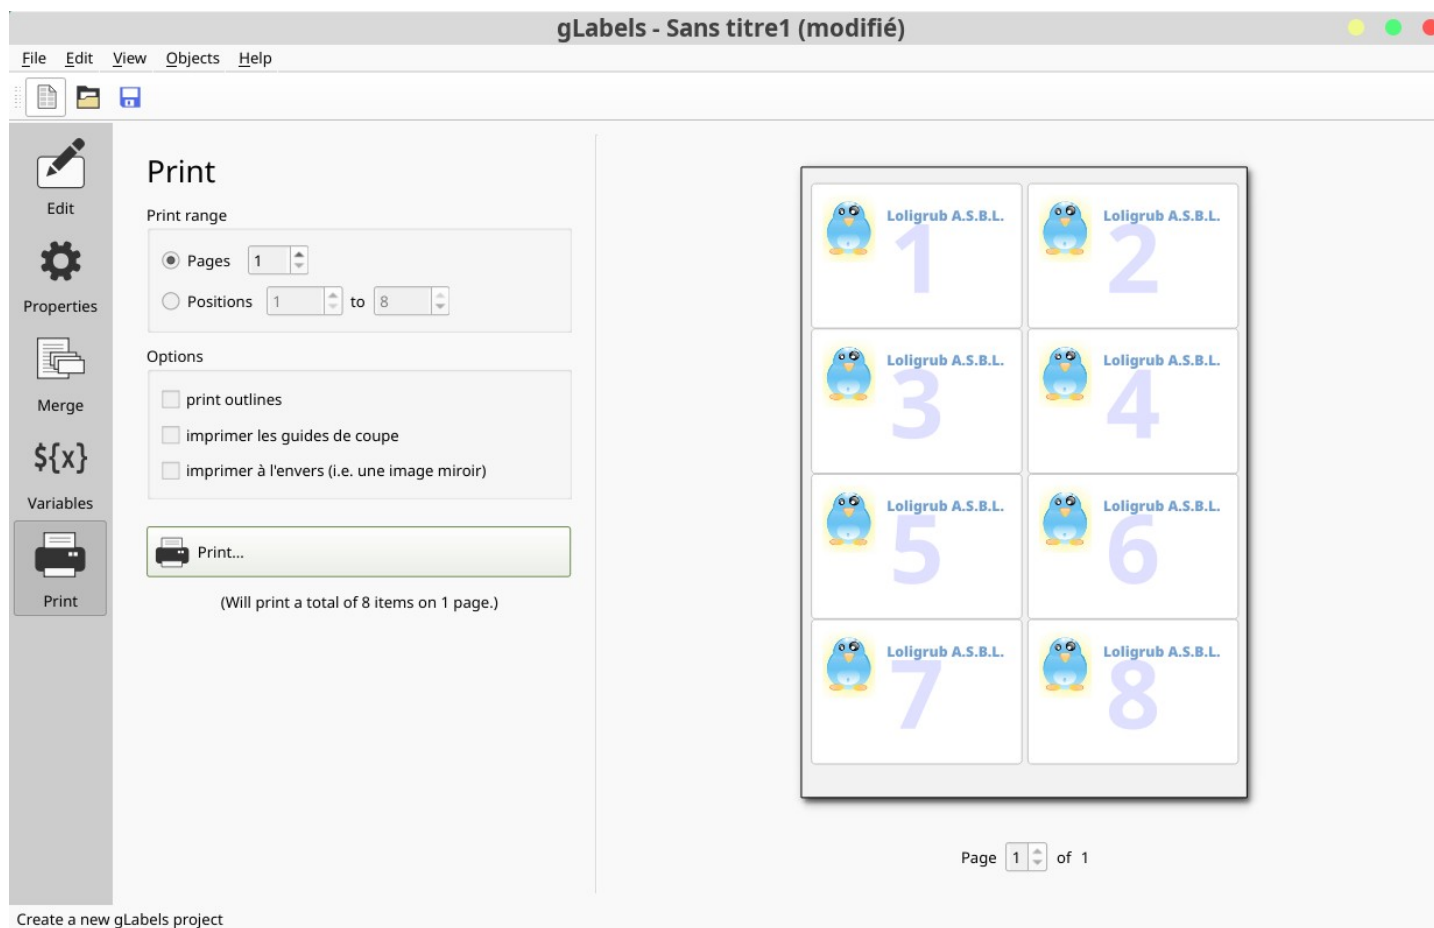 gLabels - Sans titre1 (modifié)
File Edit View Objects Help
Edit
Properties
Merge
${x}
Variables
Print
Print
Print range
Pages 1
Positions 1 to 8
Options
print outlines
imprimer les guides de coupe
imprimer à l'envers (i.e. une image miroir)
Print...
(Will print a total of 8 items on 1 page.)
Loligrub A.S.B.L.
1
Loligrub A.S.B.L.
2
Loligrub A.S.B.L.
3
Loligrub A.S.B.L.
4
Loligrub A.S.B.L.
5
Loligrub A.S.B.L.
6
Loligrub A.S.B.L.
7
Loligrub A.S.B.L.
8
Page 1 of 1
Create a new gLabels project